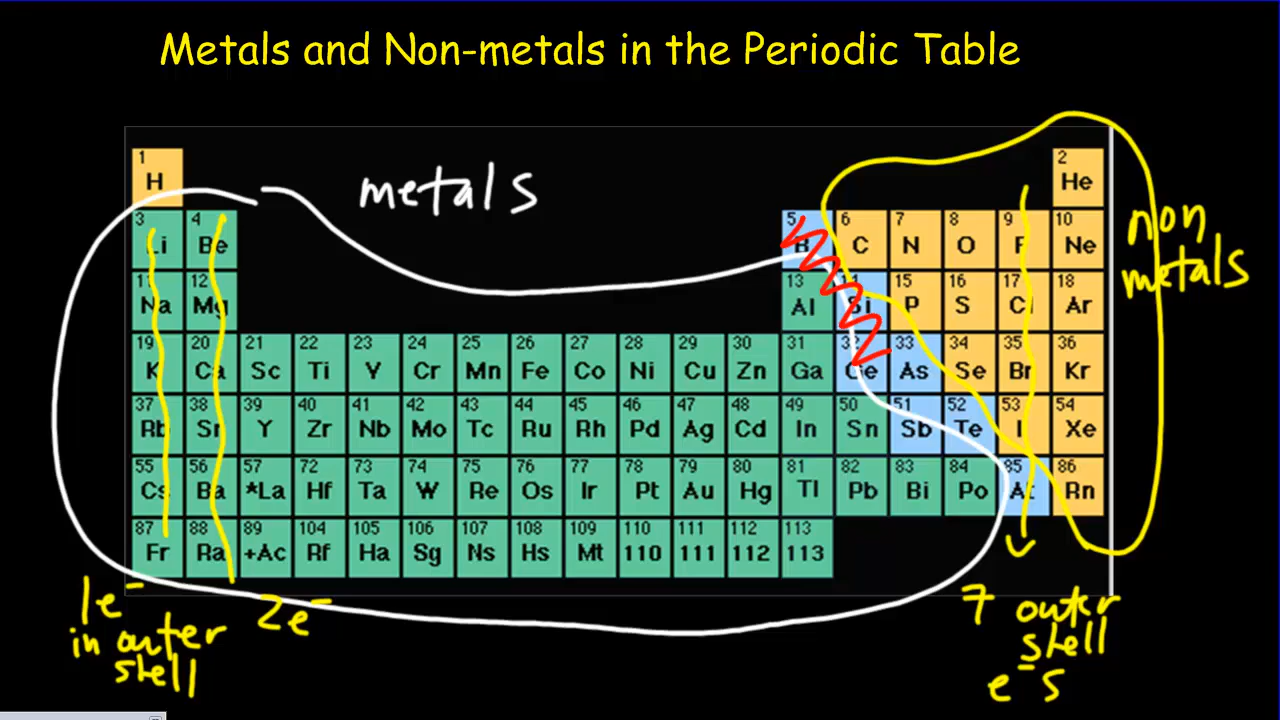 Metals and Non-metals in the Periodic Table
metals
non
metals
1 H
2 He
3 Li 4 Be 5 B 6 C 7 N 8 O 9 F 10 Ne
11 Na 12 Mg 13 Al 14 Si 15 P 16 S 17 Cl 18 Ar
19 K 20 Ca 21 Sc 22 Ti 23 V 24 Cr 25 Mn 26 Fe 27 Co 28 Ni 29 Cu 30 Zn 31 Ga 32 Ge 33 As 34 Se 35 Br 36 Kr
37 Rb 38 Sr 39 Y 40 Zr 41 Nb 42 Mo 43 Tc 44 Ru 45 Rh 46 Pd 47 Ag 48 Cd 49 In 50 Sn 51 Sb 52 Te 53 I 54 Xe
55 Cs 56 Ba 57 *La 72 Hf 73 Ta 74 W 75 Re 76 Os 77 Ir 78 Pt 79 Au 80 Hg 81 Tl 82 Pb 83 Bi 84 Po 85 At 86 Rn
87 Fr 88 Ra 89 +Ac 104 Rf 105 Ha 106 Sg 107 Ns 108 Hs 109 Mt 110 110 111 111 112 112 113 113
1e⁻
in outer
shell
2e⁻
7 outer
shell
e⁻s